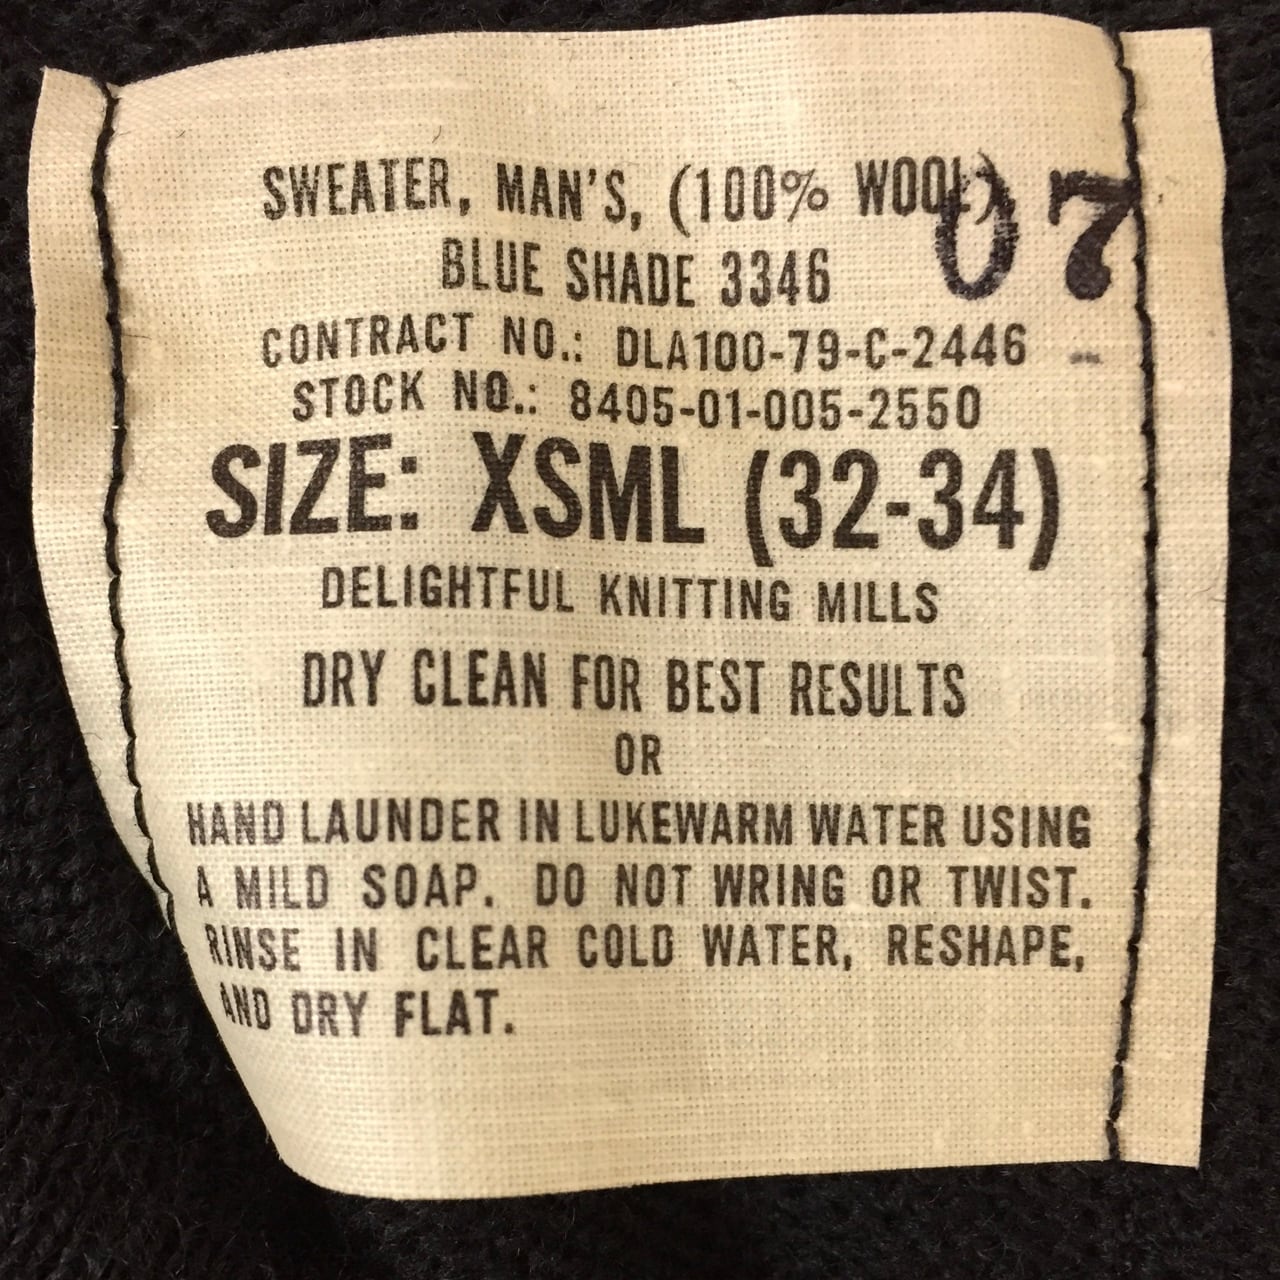 SWEATER, MAN'S, (100% WOOL)
07
BLUE SHADE 3346
CONTRACT NO.: DLA100-79-C-2446
STOCK NO.: 8405-01-005-2550
SIZE: XSML (32-34)
DELIGHTFUL KNITTING MILLS
DRY CLEAN FOR BEST RESULTS
OR
HAND LAUNDER IN LUKEWARM WATER USING
A MILD SOAP. DO NOT WRING OR TWIST.
RINSE IN CLEAR COLD WATER, RESHAPE,
AND DRY FLAT.